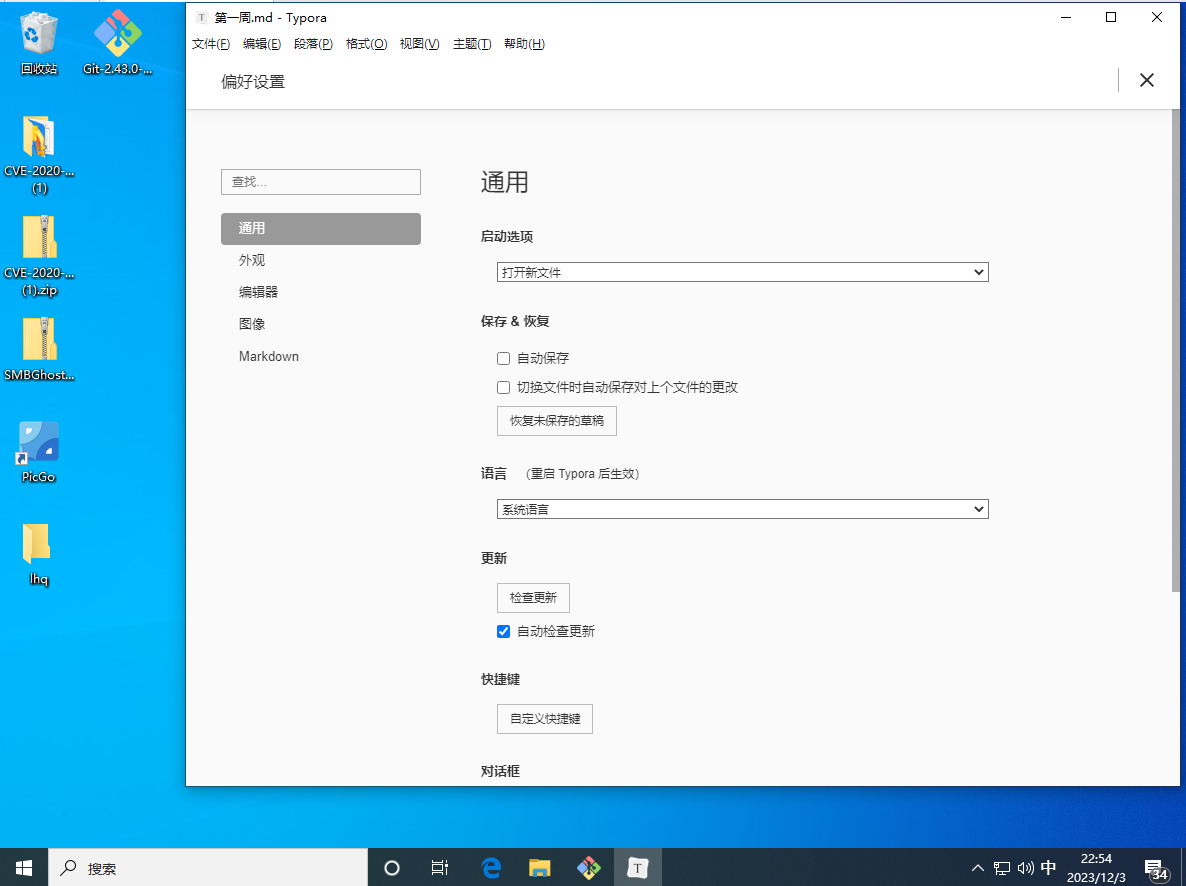 第一周.md - Typora
文件(F) 编辑(E) 段落(P) 格式(O) 视图(V) 主题(T) 帮助(H)
偏好设置
回收站
Git-2.43.0-...
CVE-2020-...
(1)
CVE-2020-...
(1).zip
SMBGhost...
PicGo
lhq
查找...
通用
外观
编辑器
图像
Markdown
通用
启动选项
打开新文件
保存 & 恢复
自动保存
切换文件时自动保存对上个文件的更改
恢复未保存的草稿
语言 （重启 Typora 后生效）
系统语言
更新
检查更新
自动检查更新
快捷键
自定义快捷键
对话框
搜索
T
中
22:54
2023/12/3
34